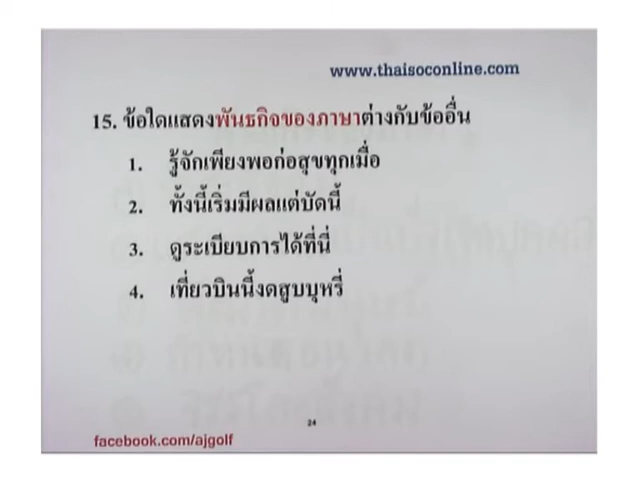 www.thaisoconline.com
15. ข้อใดแสดงพันธกิจของภาษาต่างกับข้ออื่น
1. รู้จักเพียงพอก่อสุขทุกเมื่อ
2. ทั้งนี้เริ่มมีผลแต่บัดนี้
3. ดูระเบียบการได้ที่นี่
4. เที่ยวบินนี้งดสูบบุหรี่
24
facebook.com/ajgolf